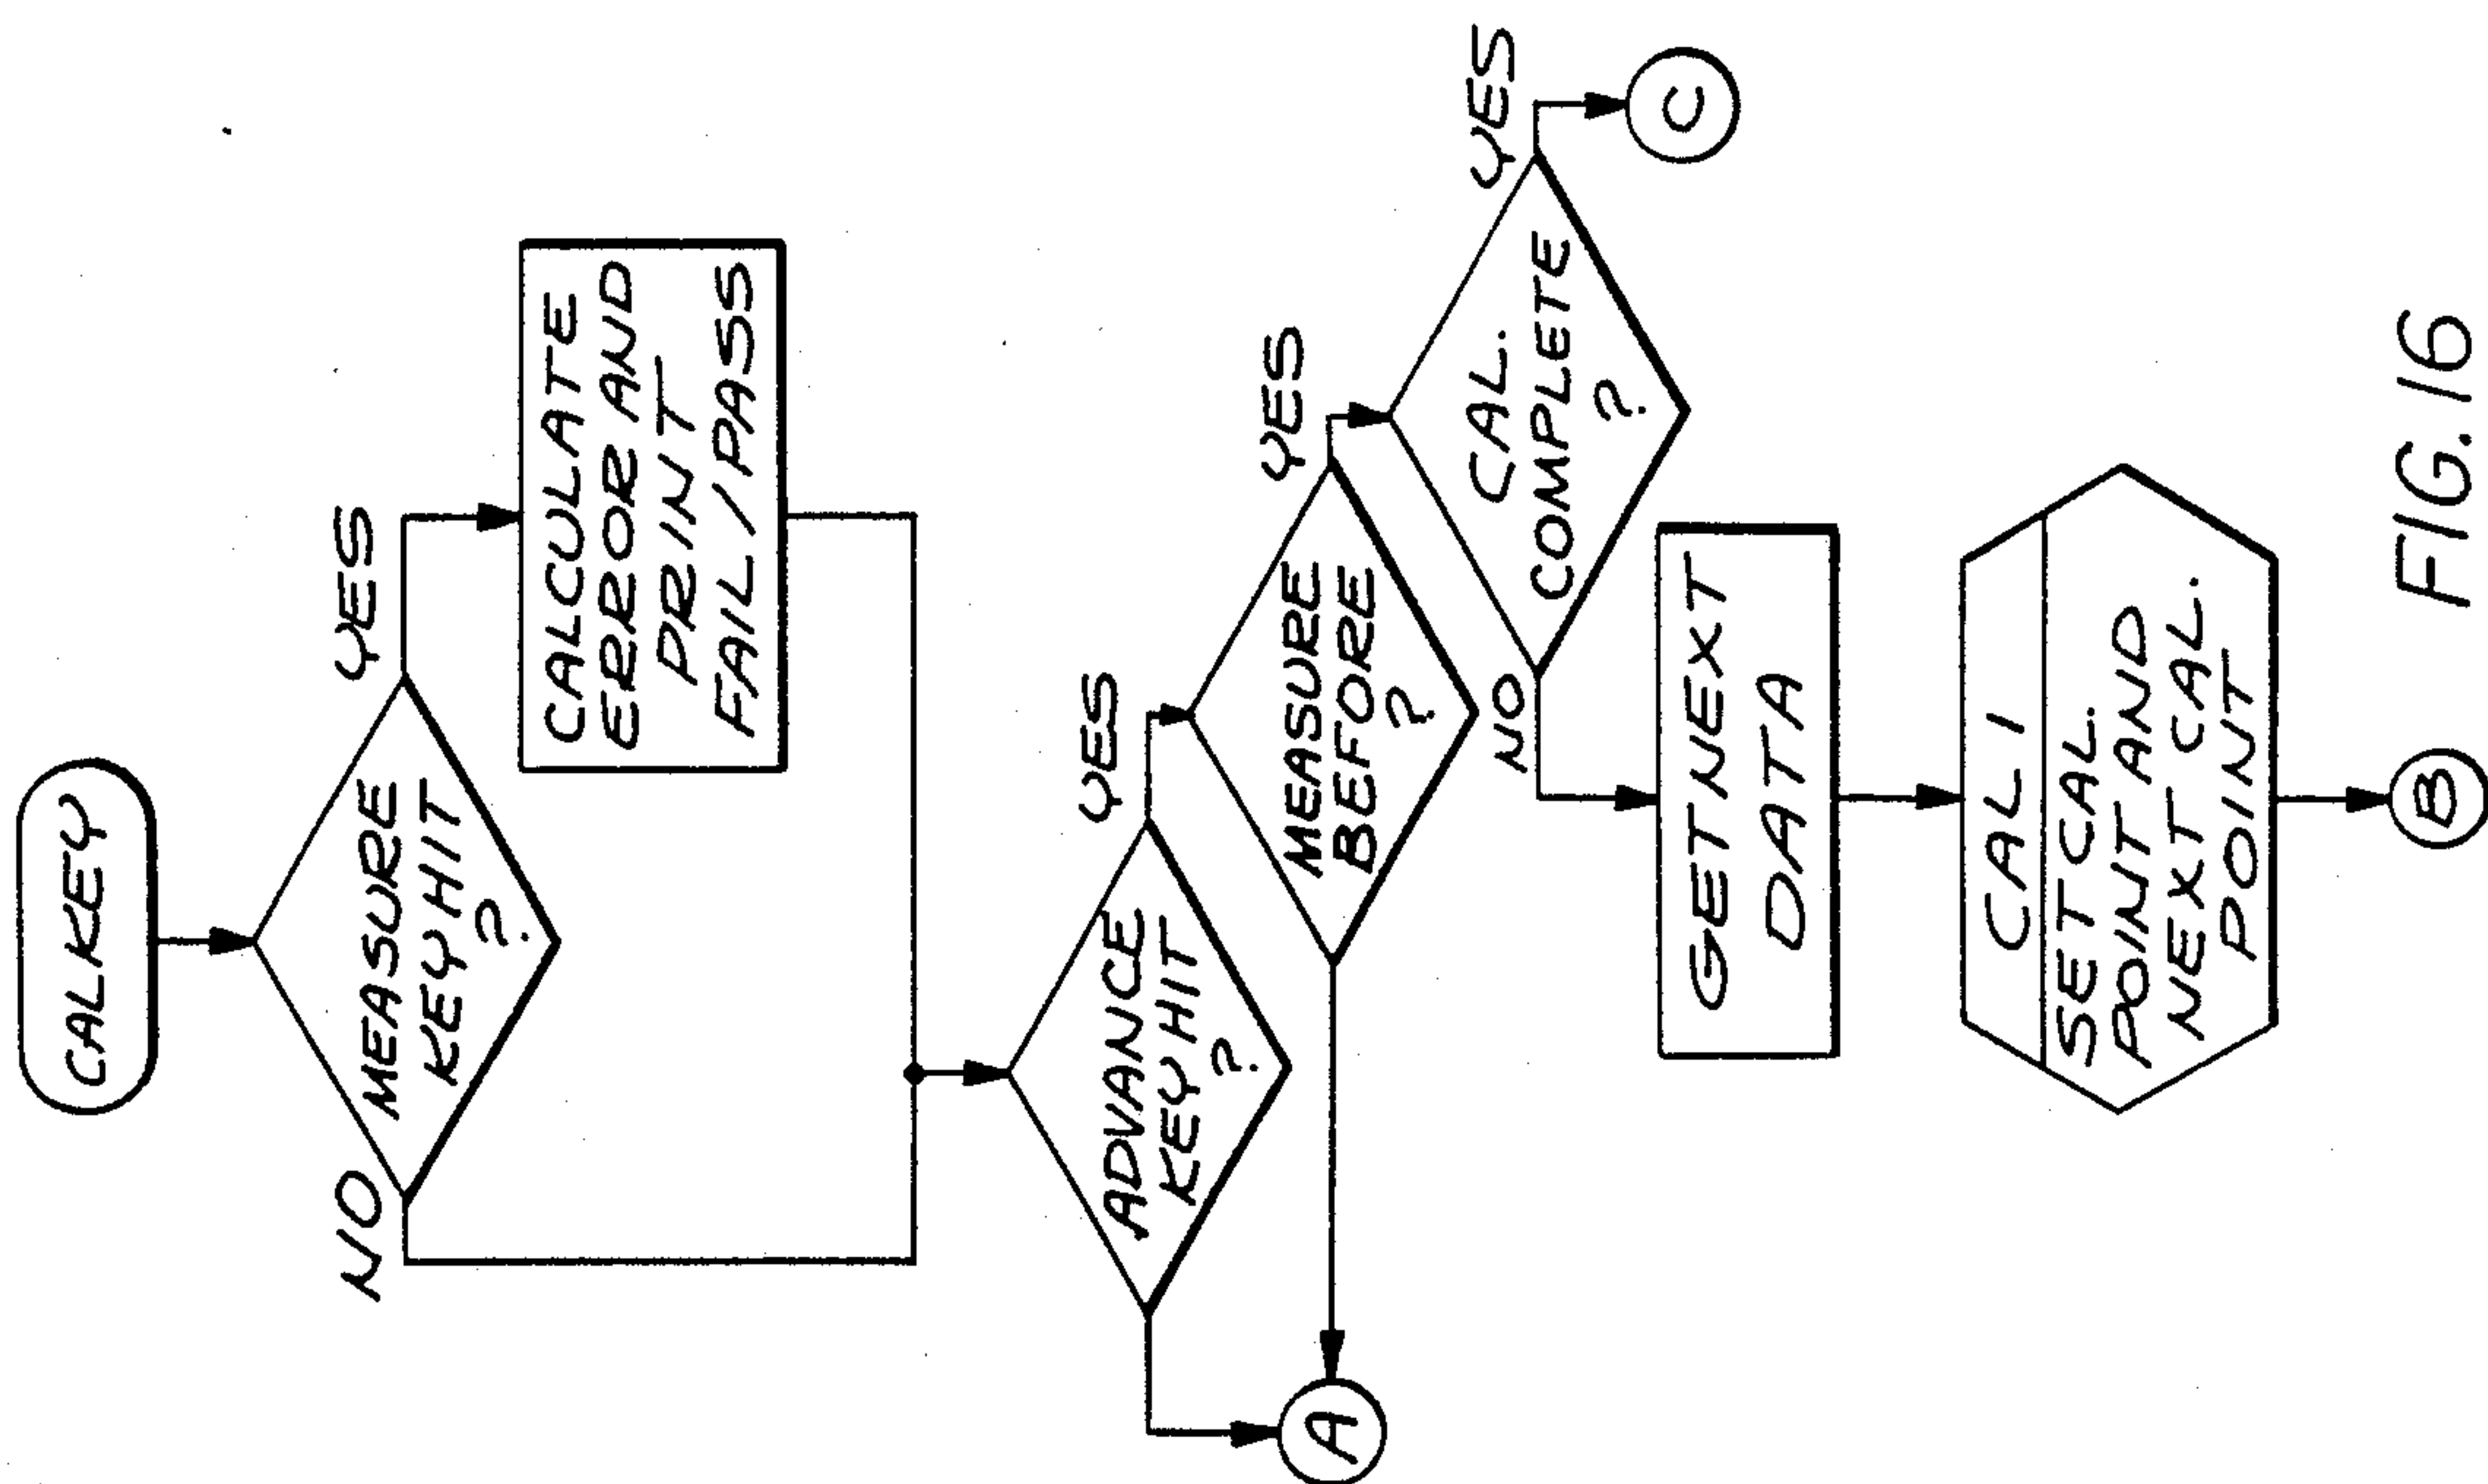 CALKEY
MEASURE
KEY HIT
?
NO
YES
CALCULATE
ERROR AND
PRINT
FAIL/PASS
ADVANCE
KEY HIT
?
YES
MEASURE
BEFORE
?
YES
A
CAL.
COMPLETE
?
NO
YES
C
GET NEXT
DATA
CAL 1
SET CAL.
POINT AND
NEXT CAL.
POINT
B
FIG. 16